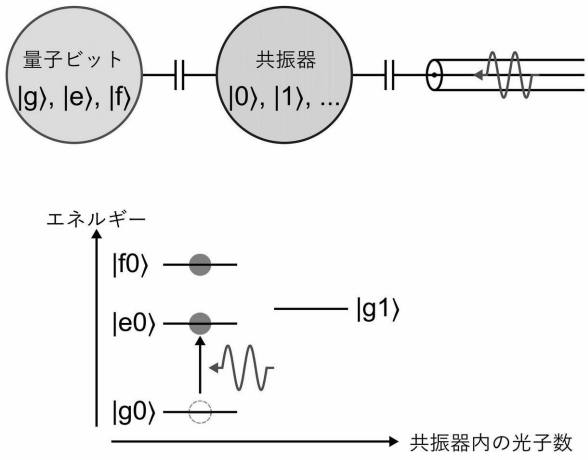 量子ビット
|g⟩, |e⟩, |f⟩
共振器
|0⟩, |1⟩, ...
エネルギー
|f0⟩
|g1⟩
|e0⟩
|g0⟩
共振器内の光子数